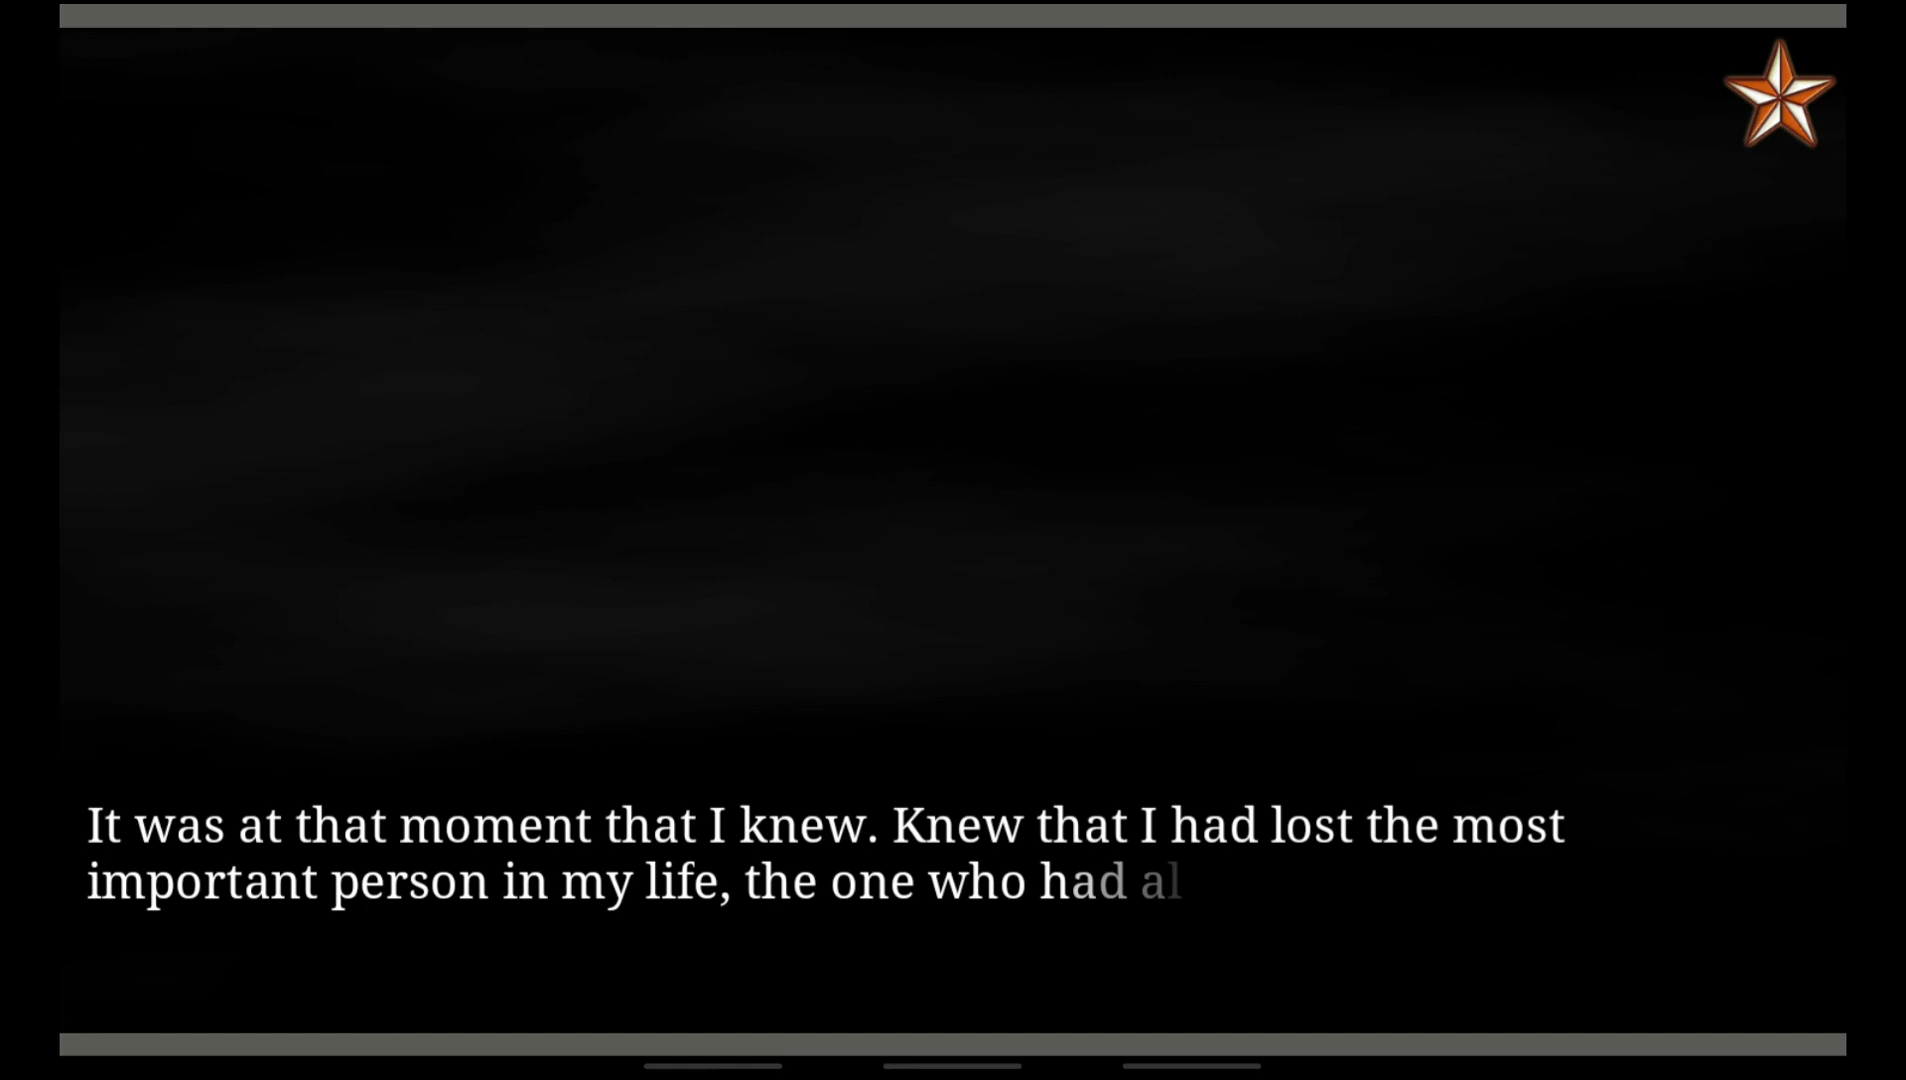 It was at that moment that I knew. Knew that I had lost the most
important person in my life, the one who had al